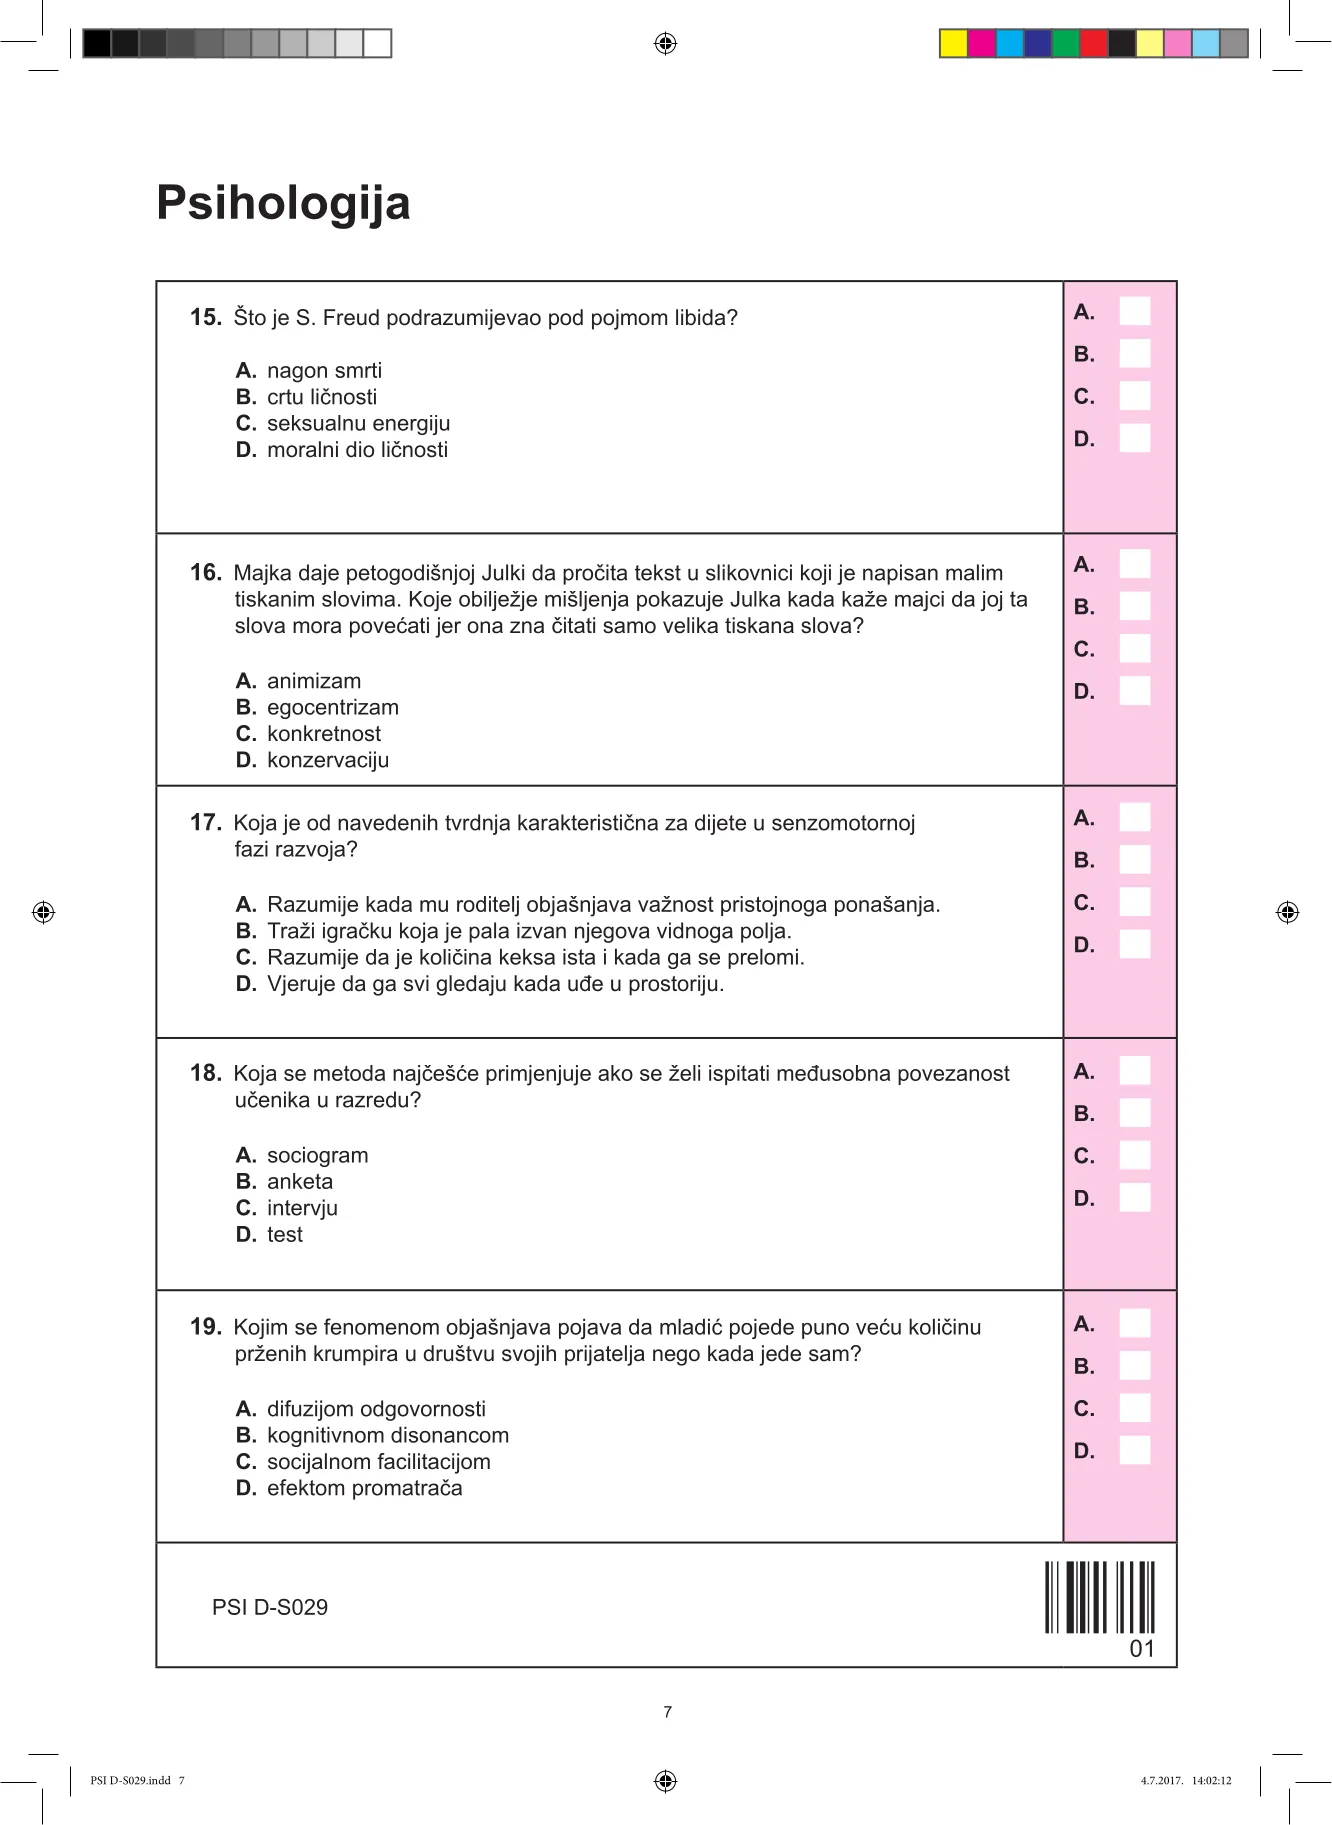 Psihologija
15. Što je S. Freud podrazumijevao pod pojmom libida?
A. nagon smrti
B. crtu ličnosti
C. seksualnu energiju
D. moralni dio ličnosti
A.
B.
C.
D.
16. Majka daje petogodišnjoj Julki da pročita tekst u slikovnici koji je napisan malim
tiskanim slovima. Koje obilježje mišljenja pokazuje Julka kada kaže majci da joj ta
slova mora povećati jer ona zna čitati samo velika tiskana slova?
A. animizam
B. egocentrizam
C. konkretnost
D. konzervaciju
A.
B.
C.
D.
17. Koja je od navedenih tvrdnja karakteristična za dijete u senzomotornoj
fazi razvoja?
A. Razumije kada mu roditelj objašnjava važnost pristojnoga ponašanja.
B. Traži igračku koja je pala izvan njegova vidnoga polja.
C. Razumije da je količina keksa ista i kada ga se prelomi.
D. Vjeruje da ga svi gledaju kada uđe u prostoriju.
A.
B.
C.
D.
18. Koja se metoda najčešće primjenjuje ako se želi ispitati međusobna povezanost
učenika u razredu?
A. sociogram
B. anketa
C. intervju
D. test
A.
B.
C.
D.
19. Kojim se fenomenom objašnjava pojava da mladić pojede puno veću količinu
prženih krumpira u društvu svojih prijatelja nego kada jede sam?
A. difuzijom odgovornosti
B. kognitivnom disonancom
C. socijalnom facilitacijom
D. efektom promatrača
A.
B.
C.
D.
PSI D-S029
01
7
PSI D-S029.indd 7
4.7.2017. 14:02:12